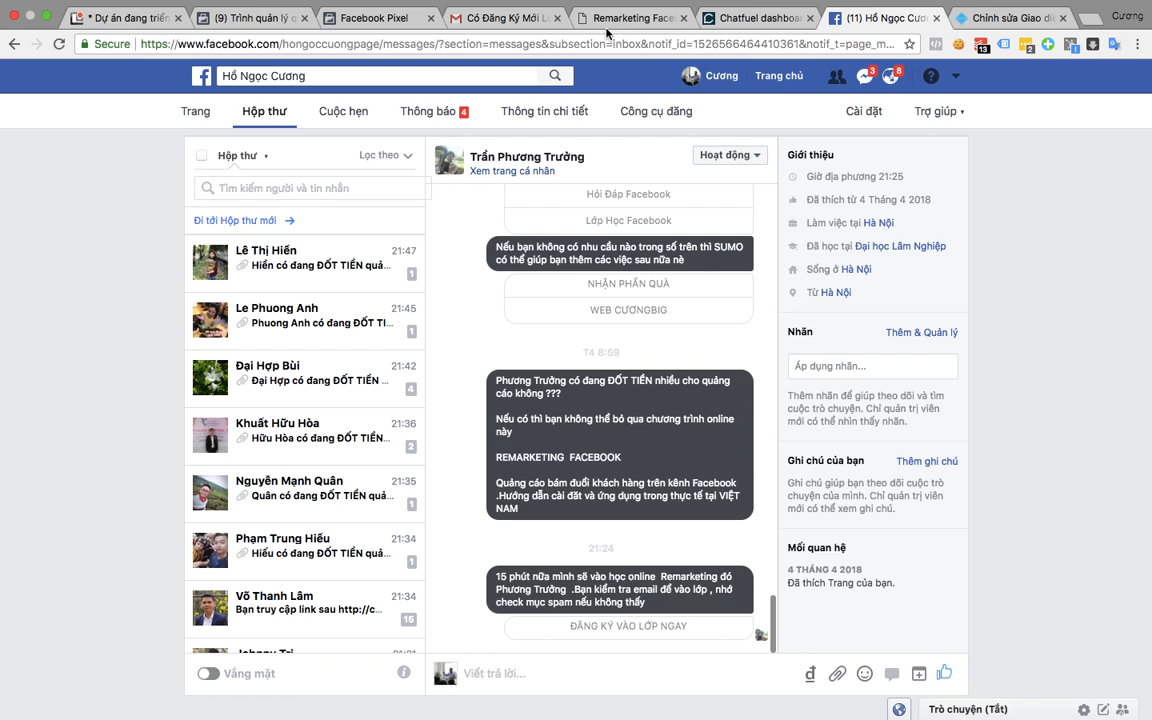 * Dự án đang triển
(9) Trình quản lý q
Facebook Pixel
Có Đăng Ký Mới L
Remarketing Face
Chatfuel dashboa
(11) Hồ Ngọc Cươ
Chỉnh sửa Giao di
Cương
Secure | https://www.facebook.com/hongoccuongpage/messages/?section=messages&subsection=inbox&notif_id=1526566464410361&notif_t=page_m...
Hồ Ngọc Cương
Cương
Trang chủ
3
8
Trang
Hộp thư
Cuộc hẹn
Thông báo 4
Thông tin chi tiết
Công cụ đăng
Cài đặt
Trợ giúp
Hộp thư
Lọc theo
Tìm kiếm người và tin nhắn
Đi tới Hộp thư mới
Lê Thị Hiến 21:47
Hiến có đang ĐỐT TIỀN quả...
1
Le Phuong Anh 21:45
Phuong Anh có đang ĐỐT TI...
1
Đại Hợp Bùi 21:42
Đại Hợp có đang ĐỐT TIỀN ...
4
Khuất Hữu Hòa 21:36
Hữu Hòa có đang ĐỐT TIỀN...
2
Nguyễn Mạnh Quân 21:35
Quân có đang ĐỐT TIỀN quả...
1
Phạm Trung Hiếu 21:34
Hiếu có đang ĐỐT TIỀN quả...
1
Võ Thanh Lâm 21:34
Bạn truy cập link sau http://c...
15
Vắng mặt
Trần Phương Trưởng
Xem trang cá nhân
Hoạt động
Hỏi Đáp Facebook
Lớp Học Facebook
Nếu bạn không có nhu cầu nào trong số trên thì SUMO
có thể giúp bạn thêm các việc sau nữa nè
NHẬN PHẦN QUÀ
WEB CƯƠNGBIG
T4 8:59
Phương Trưởng có đang ĐỐT TIỀN nhiều cho quảng
cáo không ???
Nếu có thì bạn không thể bỏ qua chương trình online
này
REMARKETING FACEBOOK
Quảng cáo bám đuổi khách hàng trên kênh Facebook
.Hướng dẫn cài đăt và ứng dụng trong thực tế tại VIỆT
NAM
21:24
15 phút nữa mình sẽ vào học online Remarketing đó
Phương Trưởng .Bạn kiểm tra email để vào lớp , nhớ
check mục spam nếu không thấy
ĐĂNG KÝ VÀO LỚP NGAY
Viết trả lời...
Giới thiệu
Giờ địa phương 21:25
Đã thích từ 4 Tháng 4 2018
Làm việc tại Hà Nội
Đã học tại Đại học Lâm Nghiệp
Sống ở Hà Nội
Từ Hà Nội
Nhãn
Thêm & Quản lý
Áp dụng nhãn...
Thêm nhãn để giúp theo dõi và tìm
cuộc trò chuyện. Chỉ quản trị viên
mới có thể nhìn thấy nhãn.
Ghi chú của bạn
Thêm ghi chú
Ghi chú giúp bạn theo dõi cuộc trò
chuyện của mình. Chỉ quản trị viên
mới có thể xem ghi chú.
Mối quan hệ
4 THÁNG 4 2018
Đã thích Trang của bạn.
Trò chuyện (Tắt)